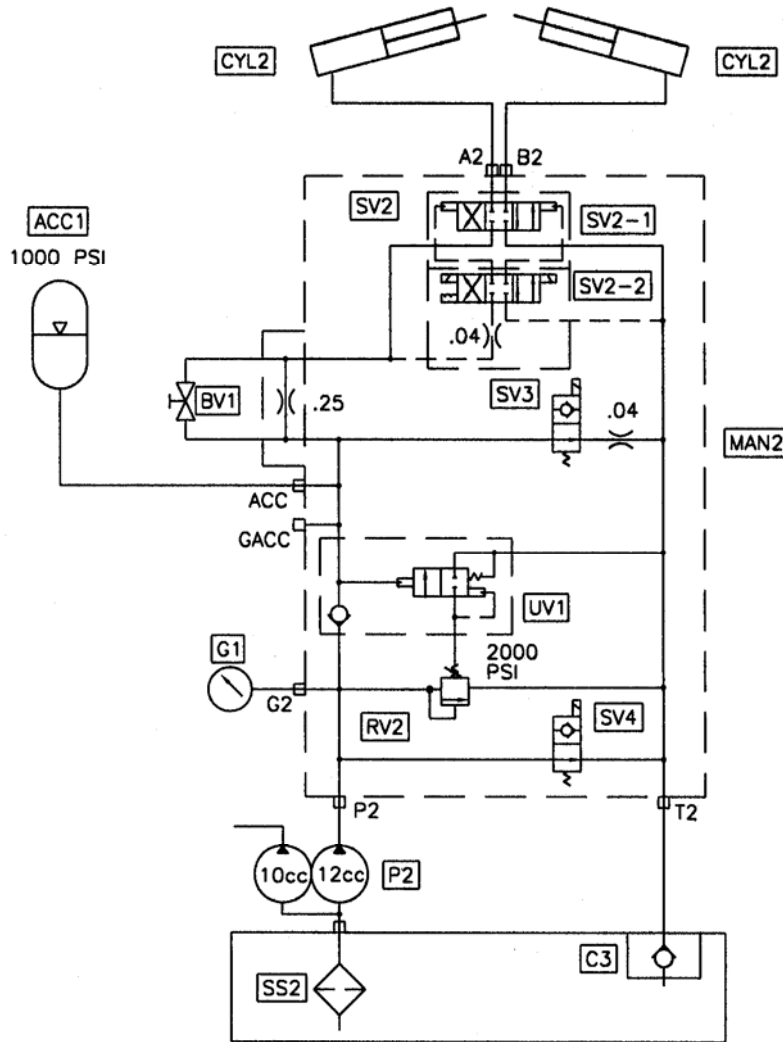 CYL2
CYL2
A2
B2
SV2
SV2-1
ACC1
1000 PSI
SV2-2
.04
BV1
.25
SV3
.04
MAN2
ACC
GACC
UV1
G1
2000
PSI
G2
RV2
SV4
P2
T2
10cc
12cc
P2
C3
SS2